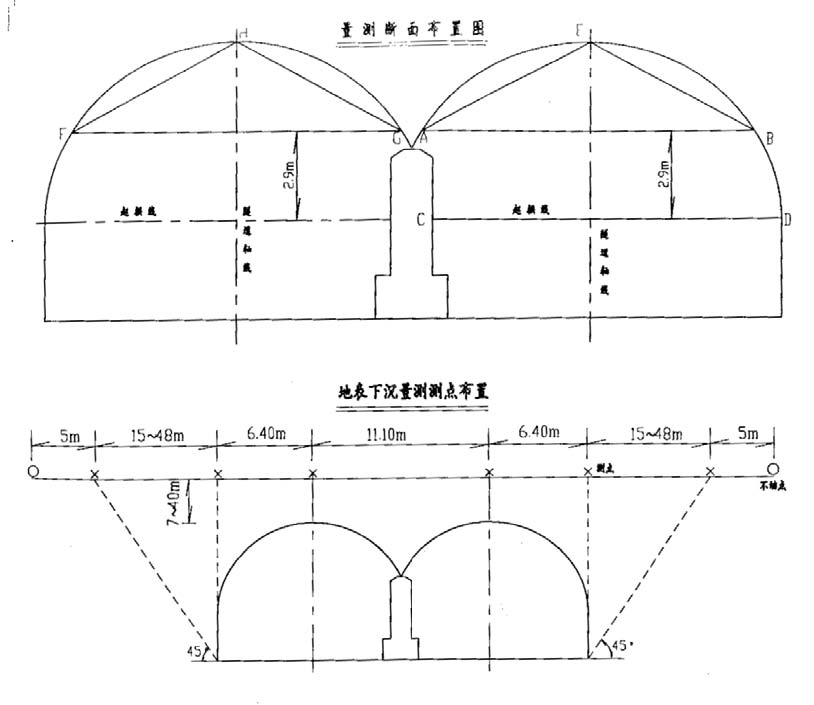 量测断面布置图
H
E
F
G
A
B
2.9m
2.9m
起拱线
隧道轴线
C
起拱线
D
隧道轴线
地表下沉量测测点布置
5m
15~48m
6.40m
11.10m
6.40m
15~48m
5m
测点
不动点
7~40m
45°
45°